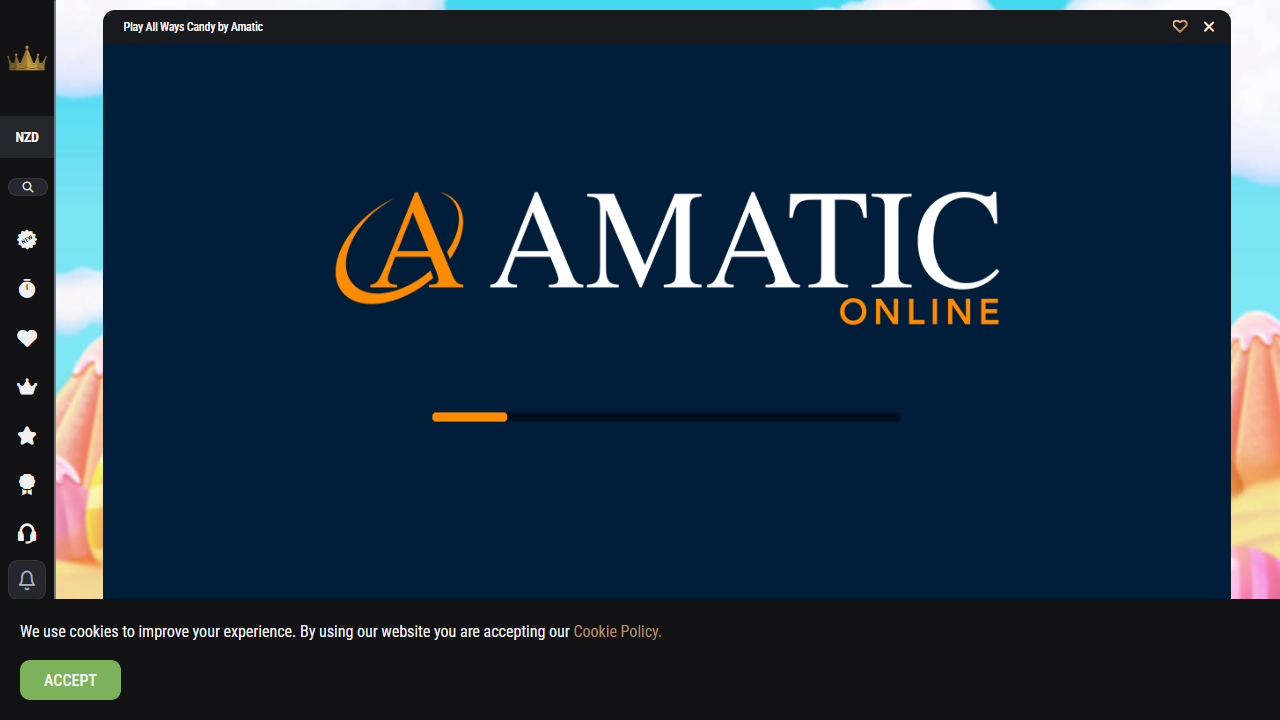 Play All Ways Candy by Amatic
NZD
NEW
AMATIC
ONLINE
We use cookies to improve your experience. By using our website you are accepting our Cookie Policy.
ACCEPT